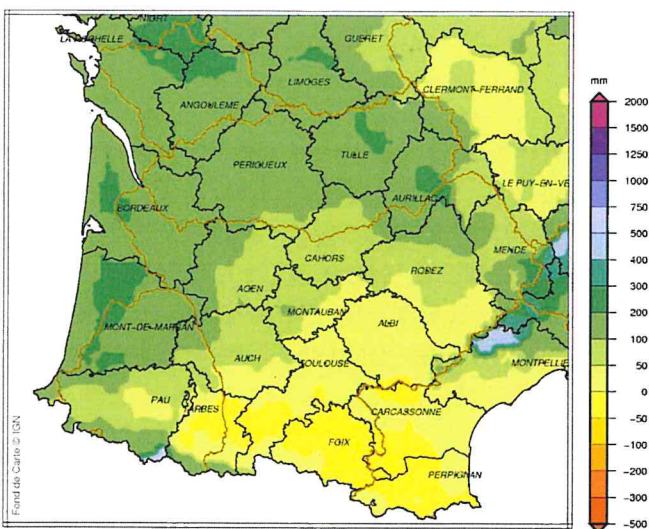 NIORT
LA ROCHELLE
GUERET
LIMOGES
CLERMONT-FERRAND
ANGOULEME
PERIGUEUX
TULLE
AURILLAC
LE PUY-EN-VE
BORDEAUX
CAHORS
RODEZ
MENDE
AGEN
MONTAUBAN
ALBI
MONT-DE-MARSAN
AUCH
TOULOUSE
MONTPELLIE
PAU
TARBES
CARCASSONNE
FOIX
PERPIGNAN
Fond de Carte © IGN
mm
2000
1500
1250
1000
750
500
400
300
200
100
50
0
-50
-100
-200
-300
-500